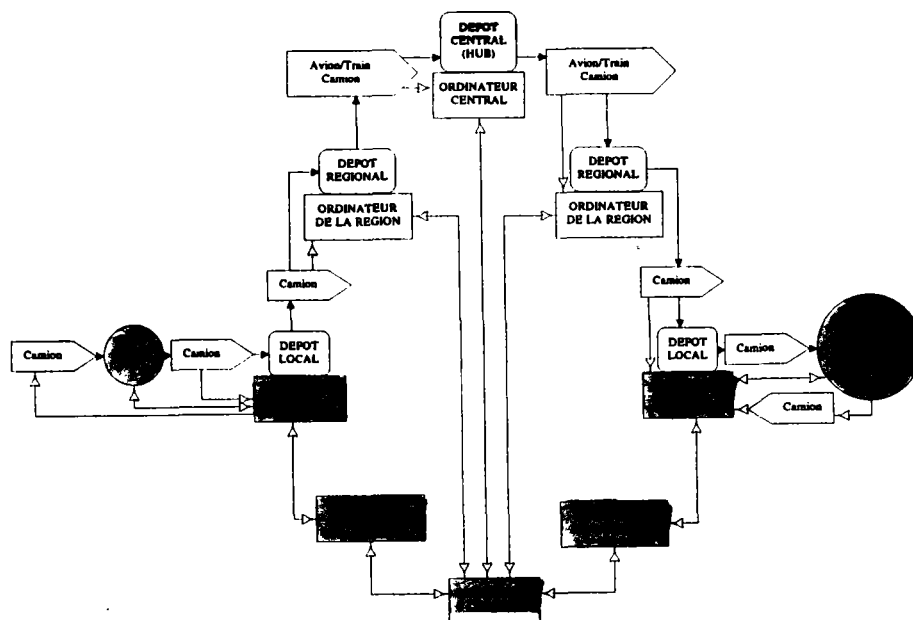 DEPOT
CENTRAL
(HUB)
Avion/Train
Camion
Avion/Train
Camion
ORDINATEUR
CENTRAL
DEPOT
REGIONAL
DEPOT
REGIONAL
ORDINATEUR
DE LA REGION
ORDINATEUR
DE LA REGION
Camion
Camion
DEPOT
LOCAL
DEPOT
LOCAL
Camion
Camion
Camion
Camion